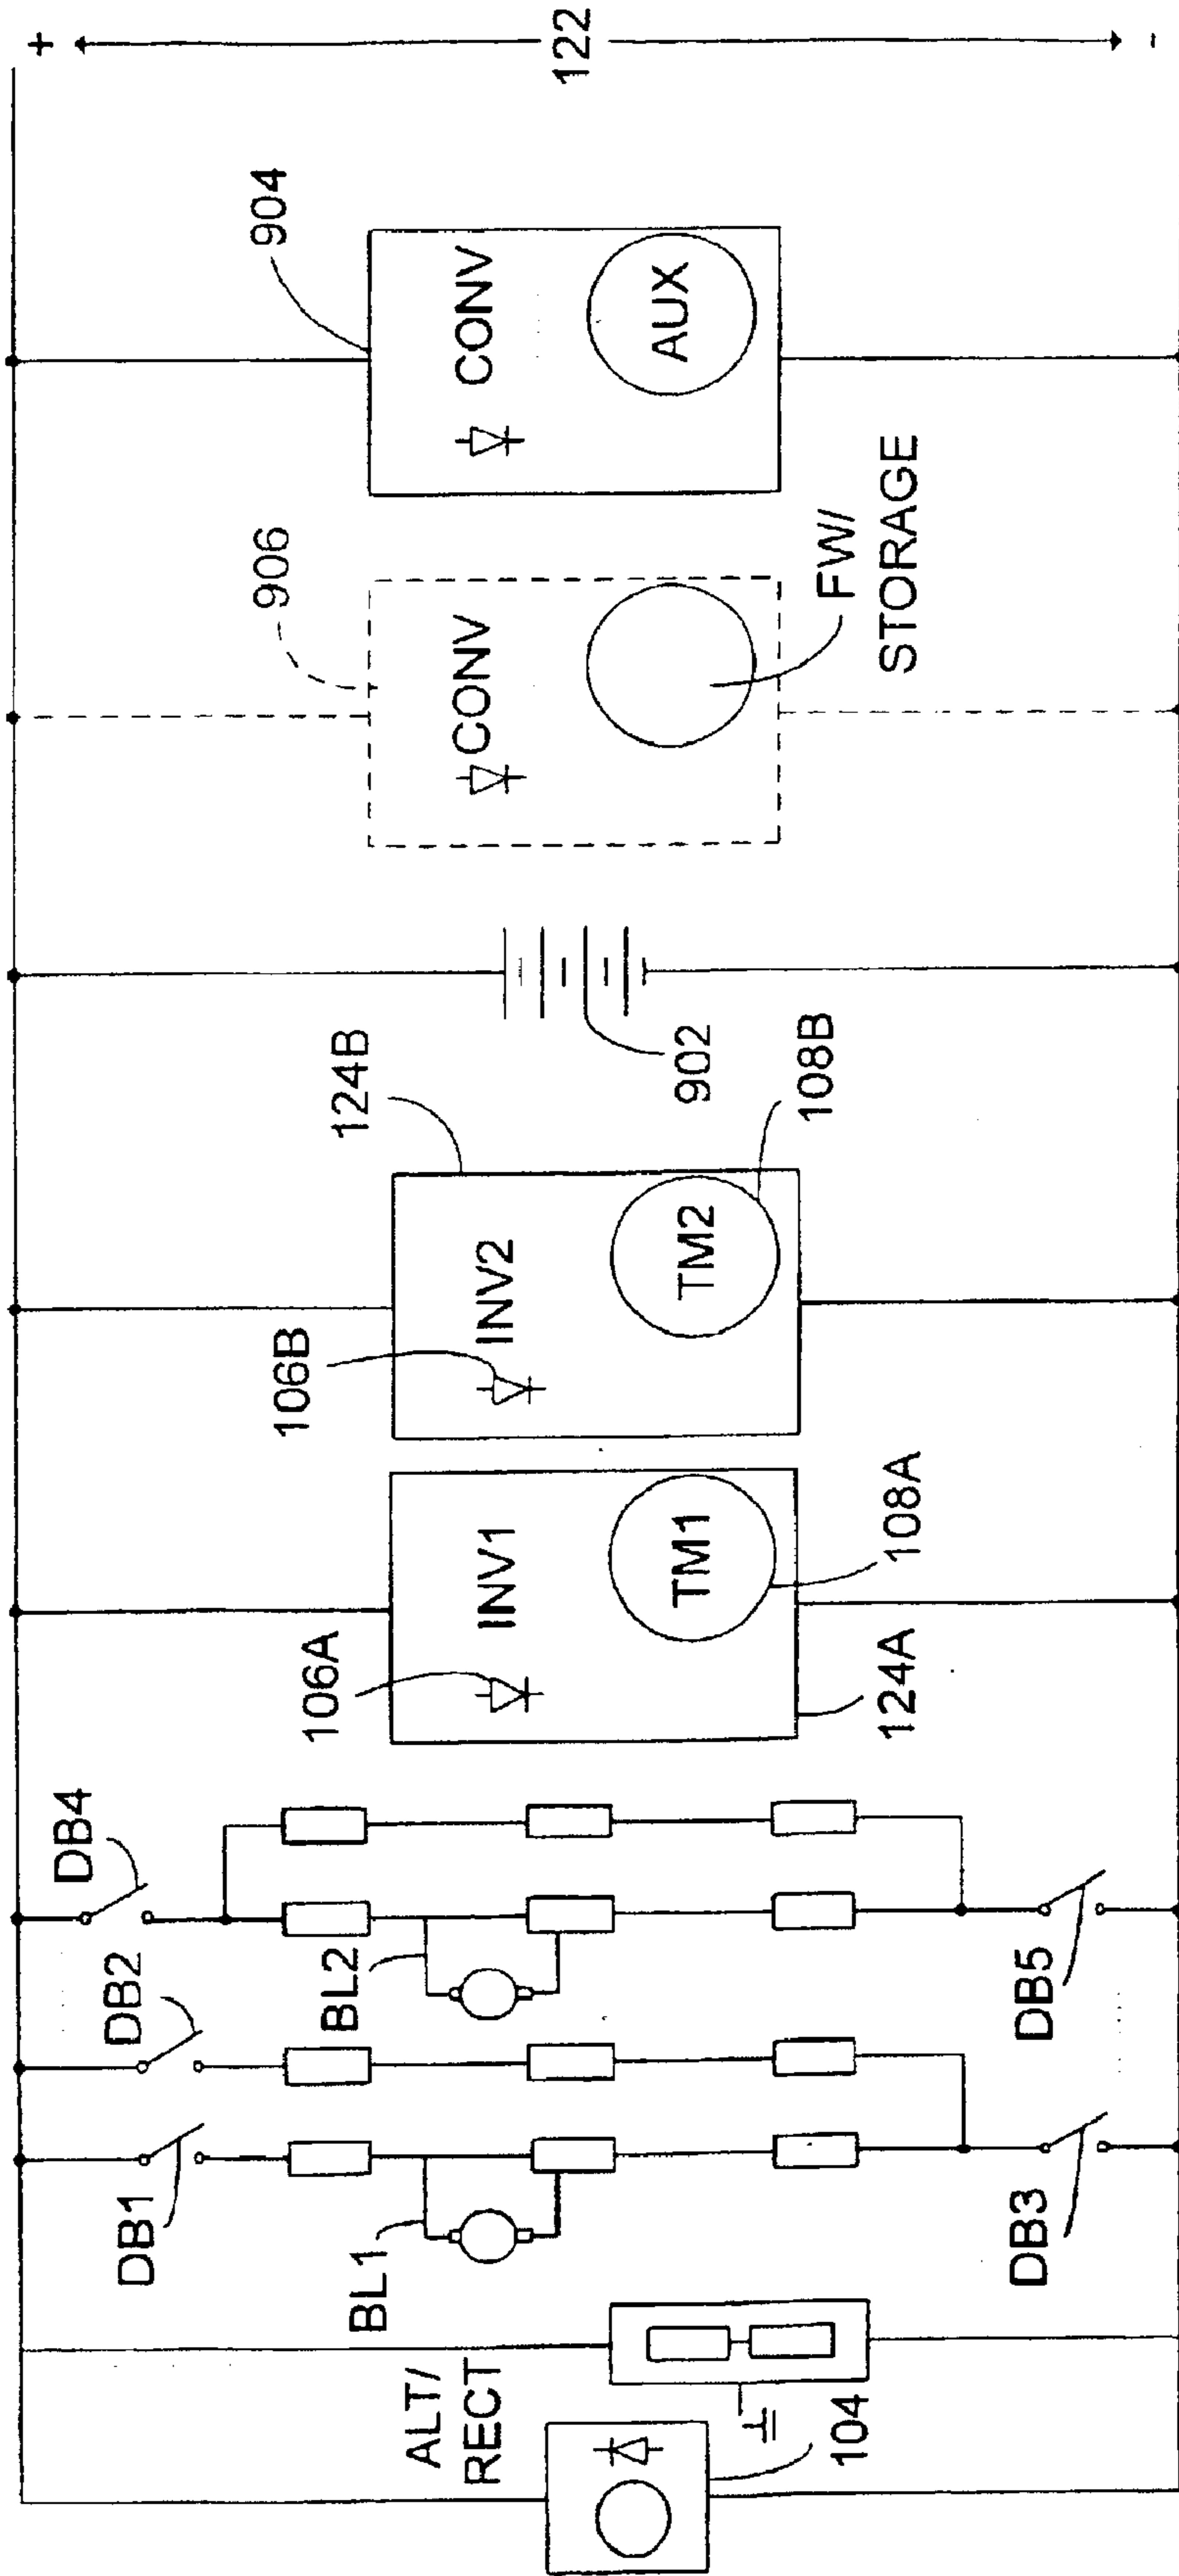 +
122
-
904
CONV
AUX
906
CONV
FW/
STORAGE
902
124B
106B
INV2
TM2
108B
106A
INV1
TM1
108A
124A
DB4
DB2
BL2
DB5
DB1
BL1
DB3
ALT/
RECT
104